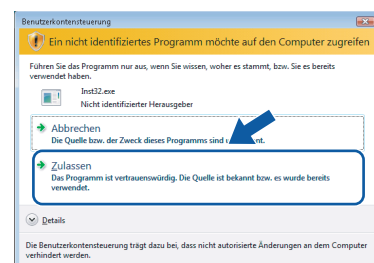 Benutzerkontensteuerung
Ein nicht identifiziertes Programm möchte auf den Computer zugreifen
Führen Sie das Programm nur aus, wenn Sie wissen, woher es stammt, bzw. Sie es bereits
verwendet haben.
Inst32.exe
Nicht identifizierter Herausgeber
Abbrechen
Die Quelle bzw. der Zweck dieses Programms sind
Zulassen
Das Programm ist vertrauenswürdig. Die Quelle ist bekannt bzw. es wurde bereits
verwendet.
Details
Die Benutzerkontensteuerung trägt dazu bei, dass nicht autorisierte Änderungen an dem Computer
verhindert werden.